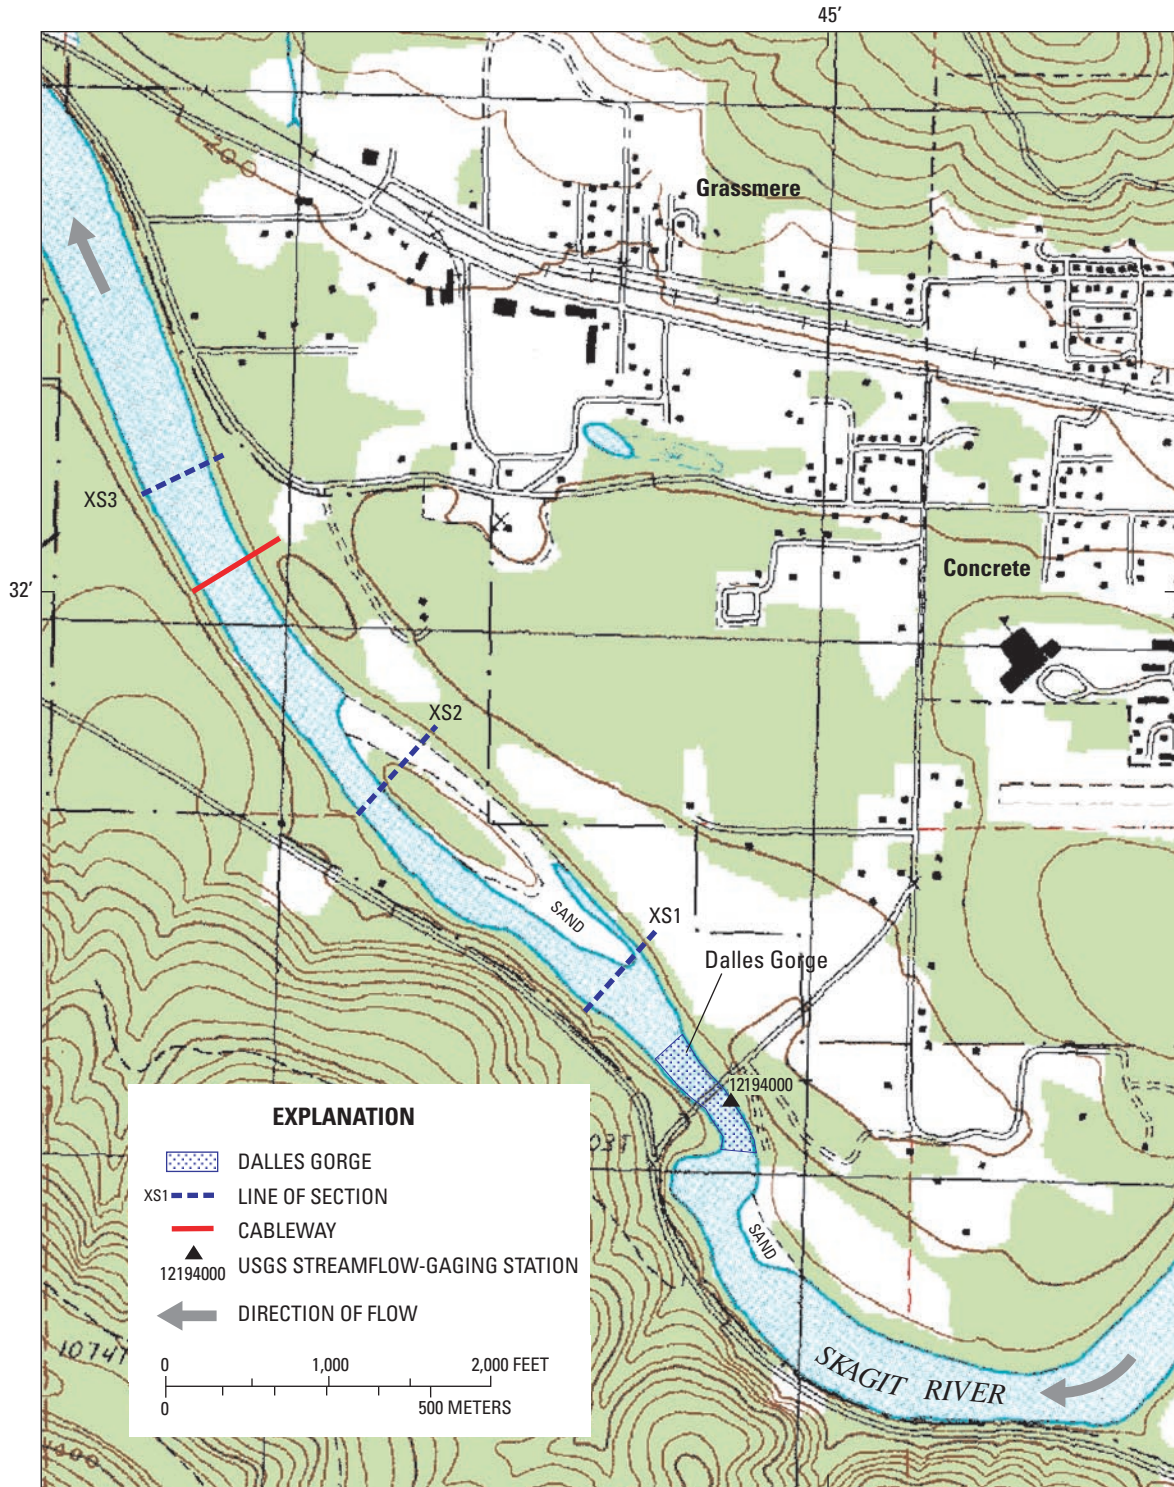 45'
200
Grassmere
XS3
32'
Concrete
XS2
SAND
XS1
Dalles Gorge
12194000
SAND
SKAGIT RIVER
1074T
EXPLANATION
DALLES GORGE
XS1 LINE OF SECTION
CABLEWAY
12194000 USGS STREAMFLOW-GAGING STATION
DIRECTION OF FLOW
0 1,000 2,000 FEET
0 500 METERS